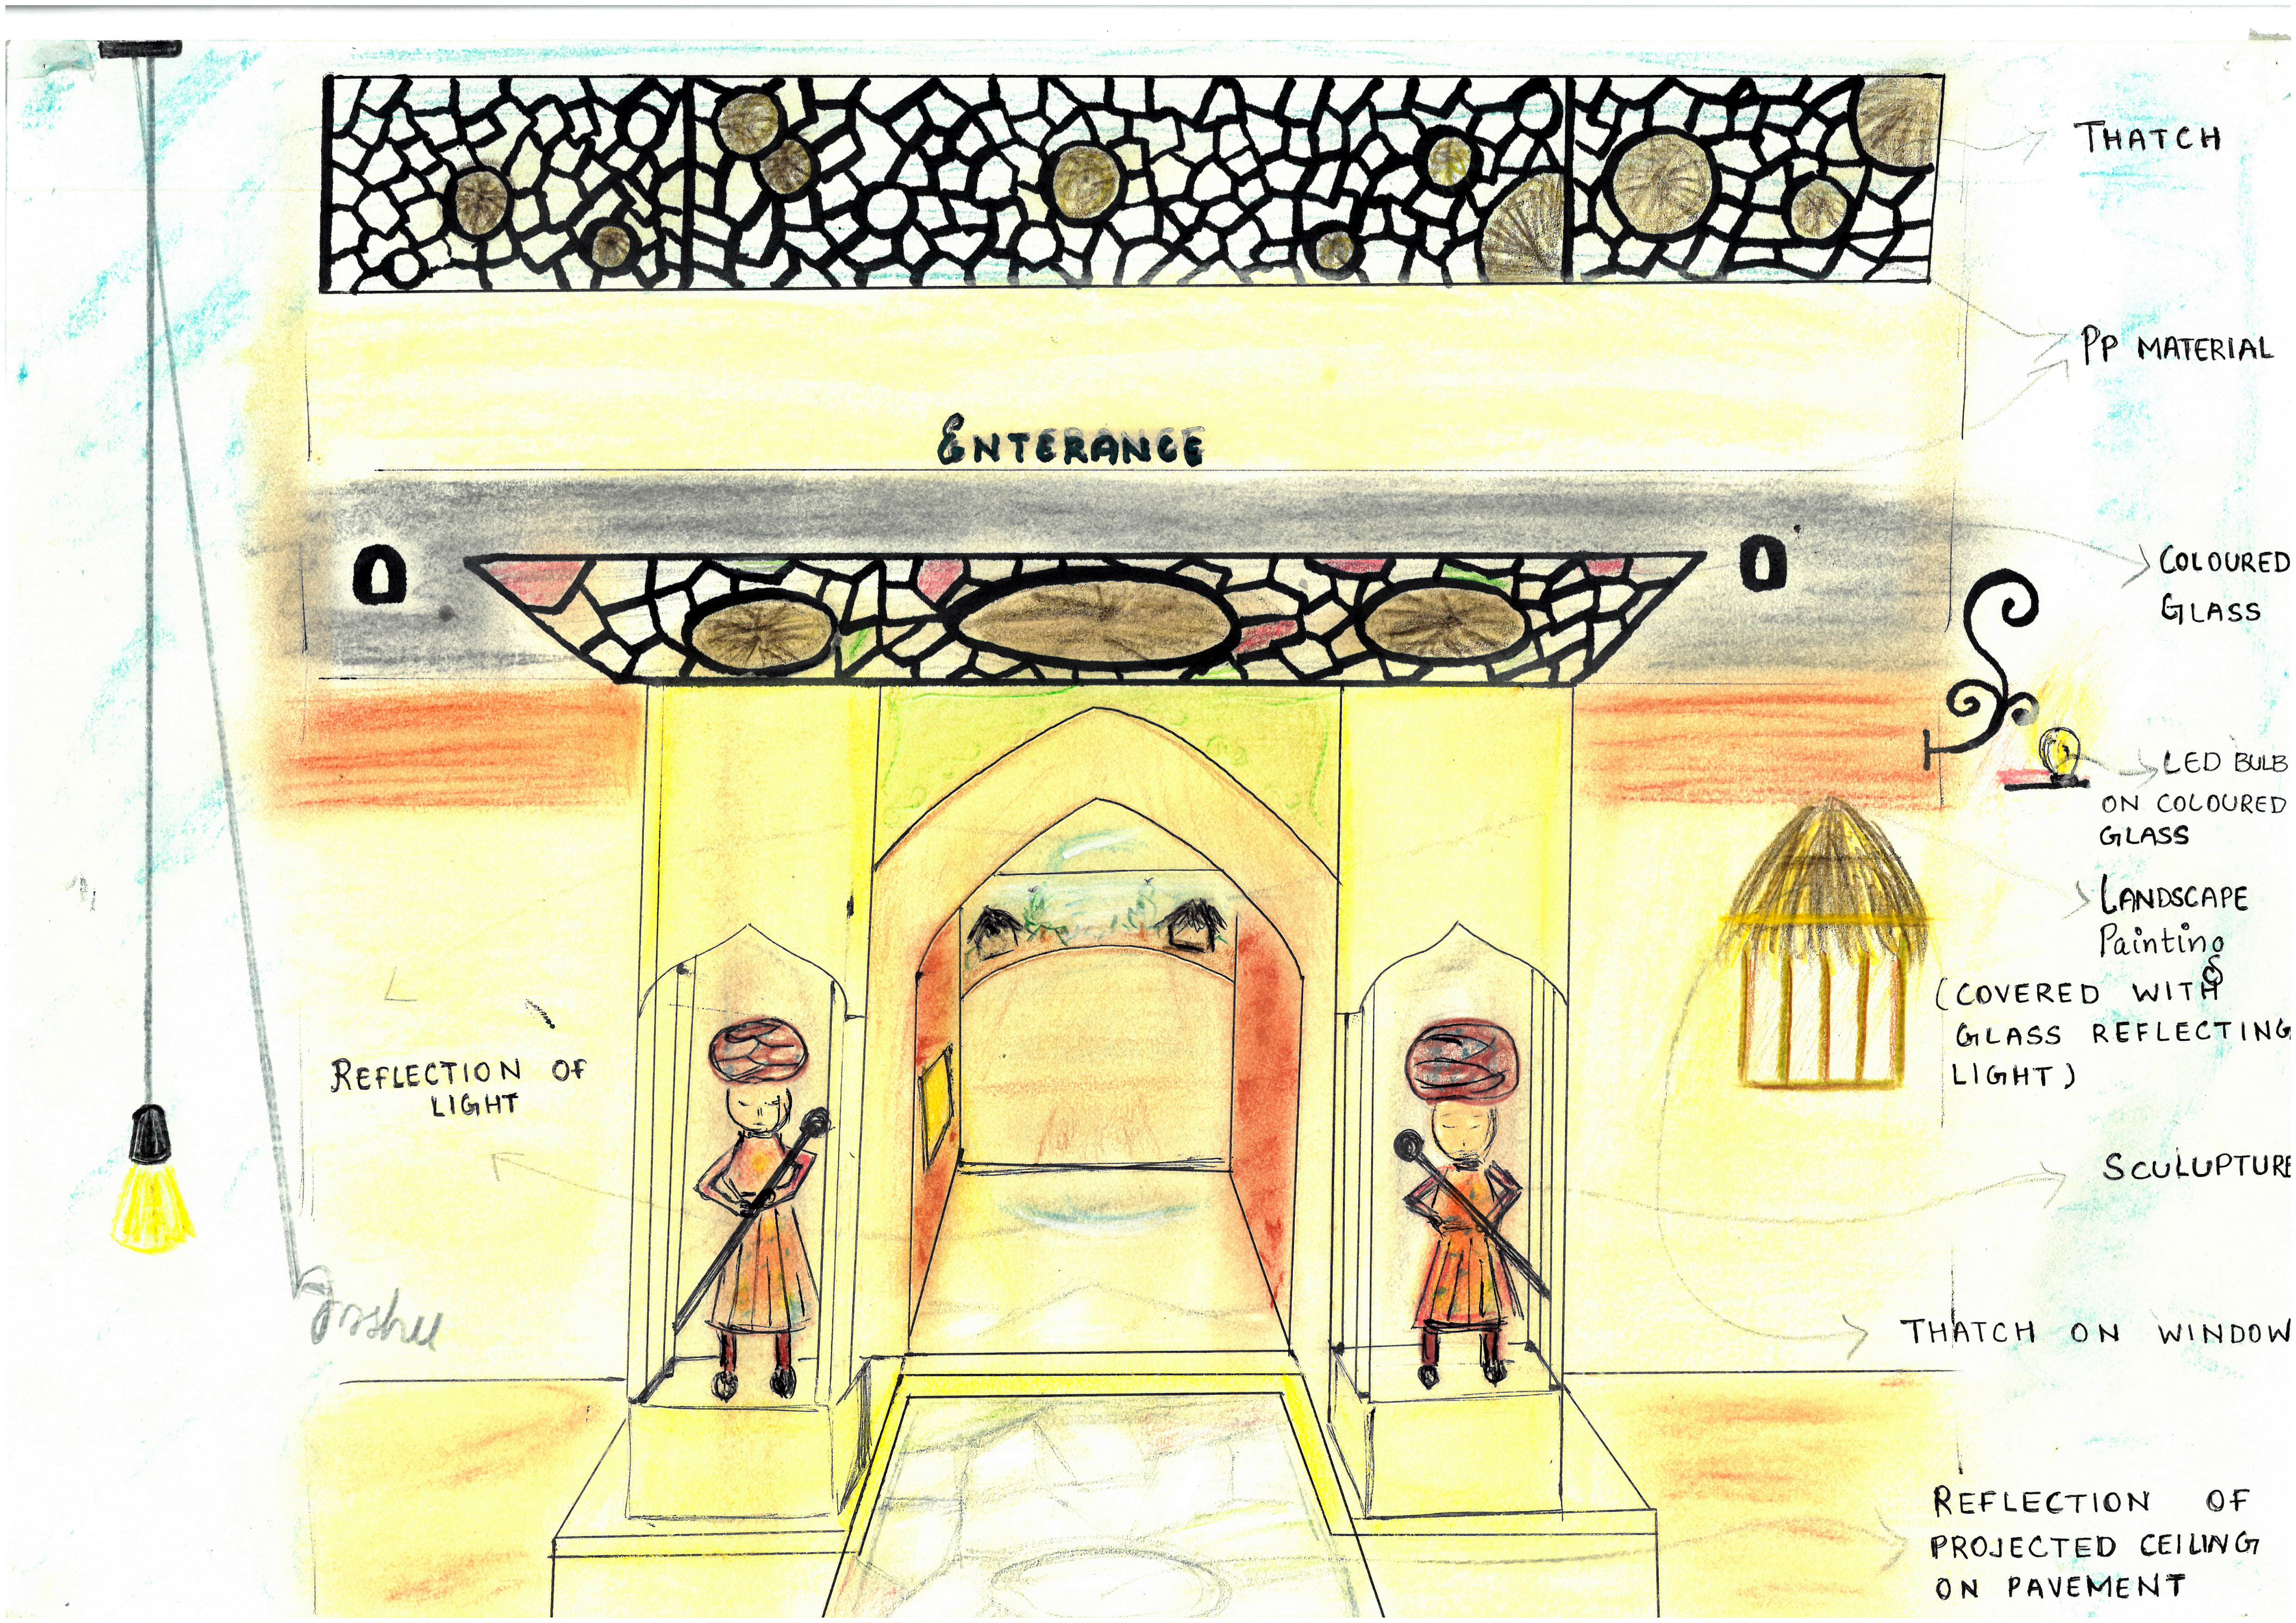 THATCH
PP MATERIAL
ENTERANCE
COLOURED
GLASS
LED BULB
ON COLOURED
GLASS
LANDSCAPE
Painting
(COVERED WITH
GLASS REFLECTING
LIGHT)
REFLECTION OF
LIGHT
SCULUPTURE
THATCH ON WINDOW
REFLECTION OF
PROJECTED CEILING
ON PAVEMENT